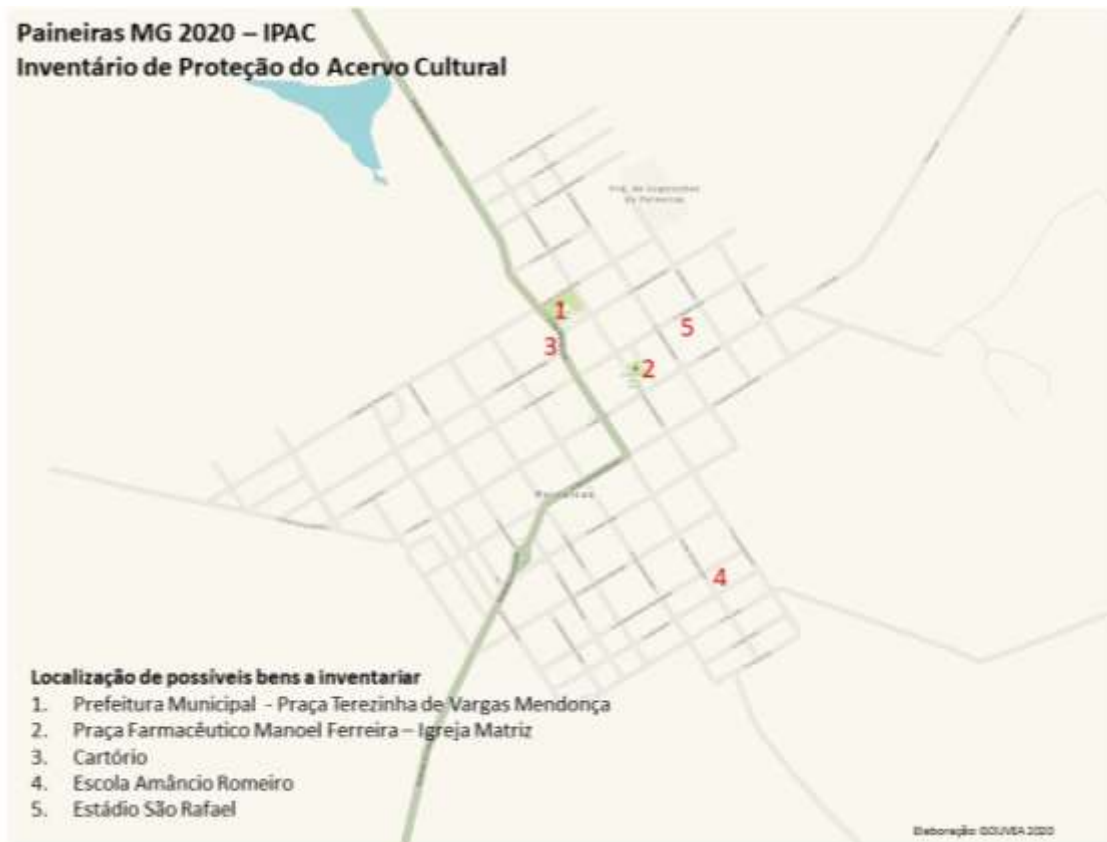 Paineiras MG 2020 – IPAC
Inventário de Proteção do Acervo Cultural
1
5
3
2
4
Localização de possíveis bens a inventariar
1. Prefeitura Municipal - Praça Terezinha de Vargas Mendonça
2. Praça Farmacêutico Manoel Ferreira – Igreja Matriz
3. Cartório
4. Escola Amâncio Romeiro
5. Estádio São Rafael
Elaboração: GOUVEA 2020